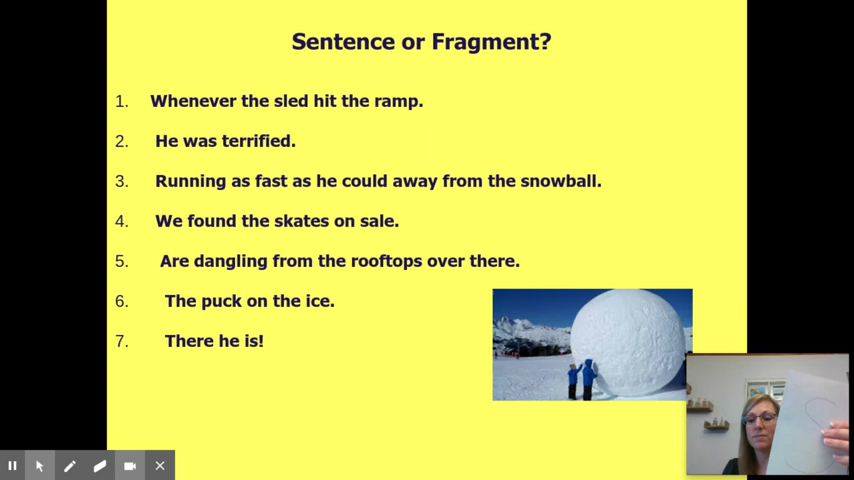 Sentence or Fragment?
1. Whenever the sled hit the ramp.
2. He was terrified.
3. Running as fast as he could away from the snowball.
4. We found the skates on sale.
5. Are dangling from the rooftops over there.
6. The puck on the ice.
7. There he is!
S